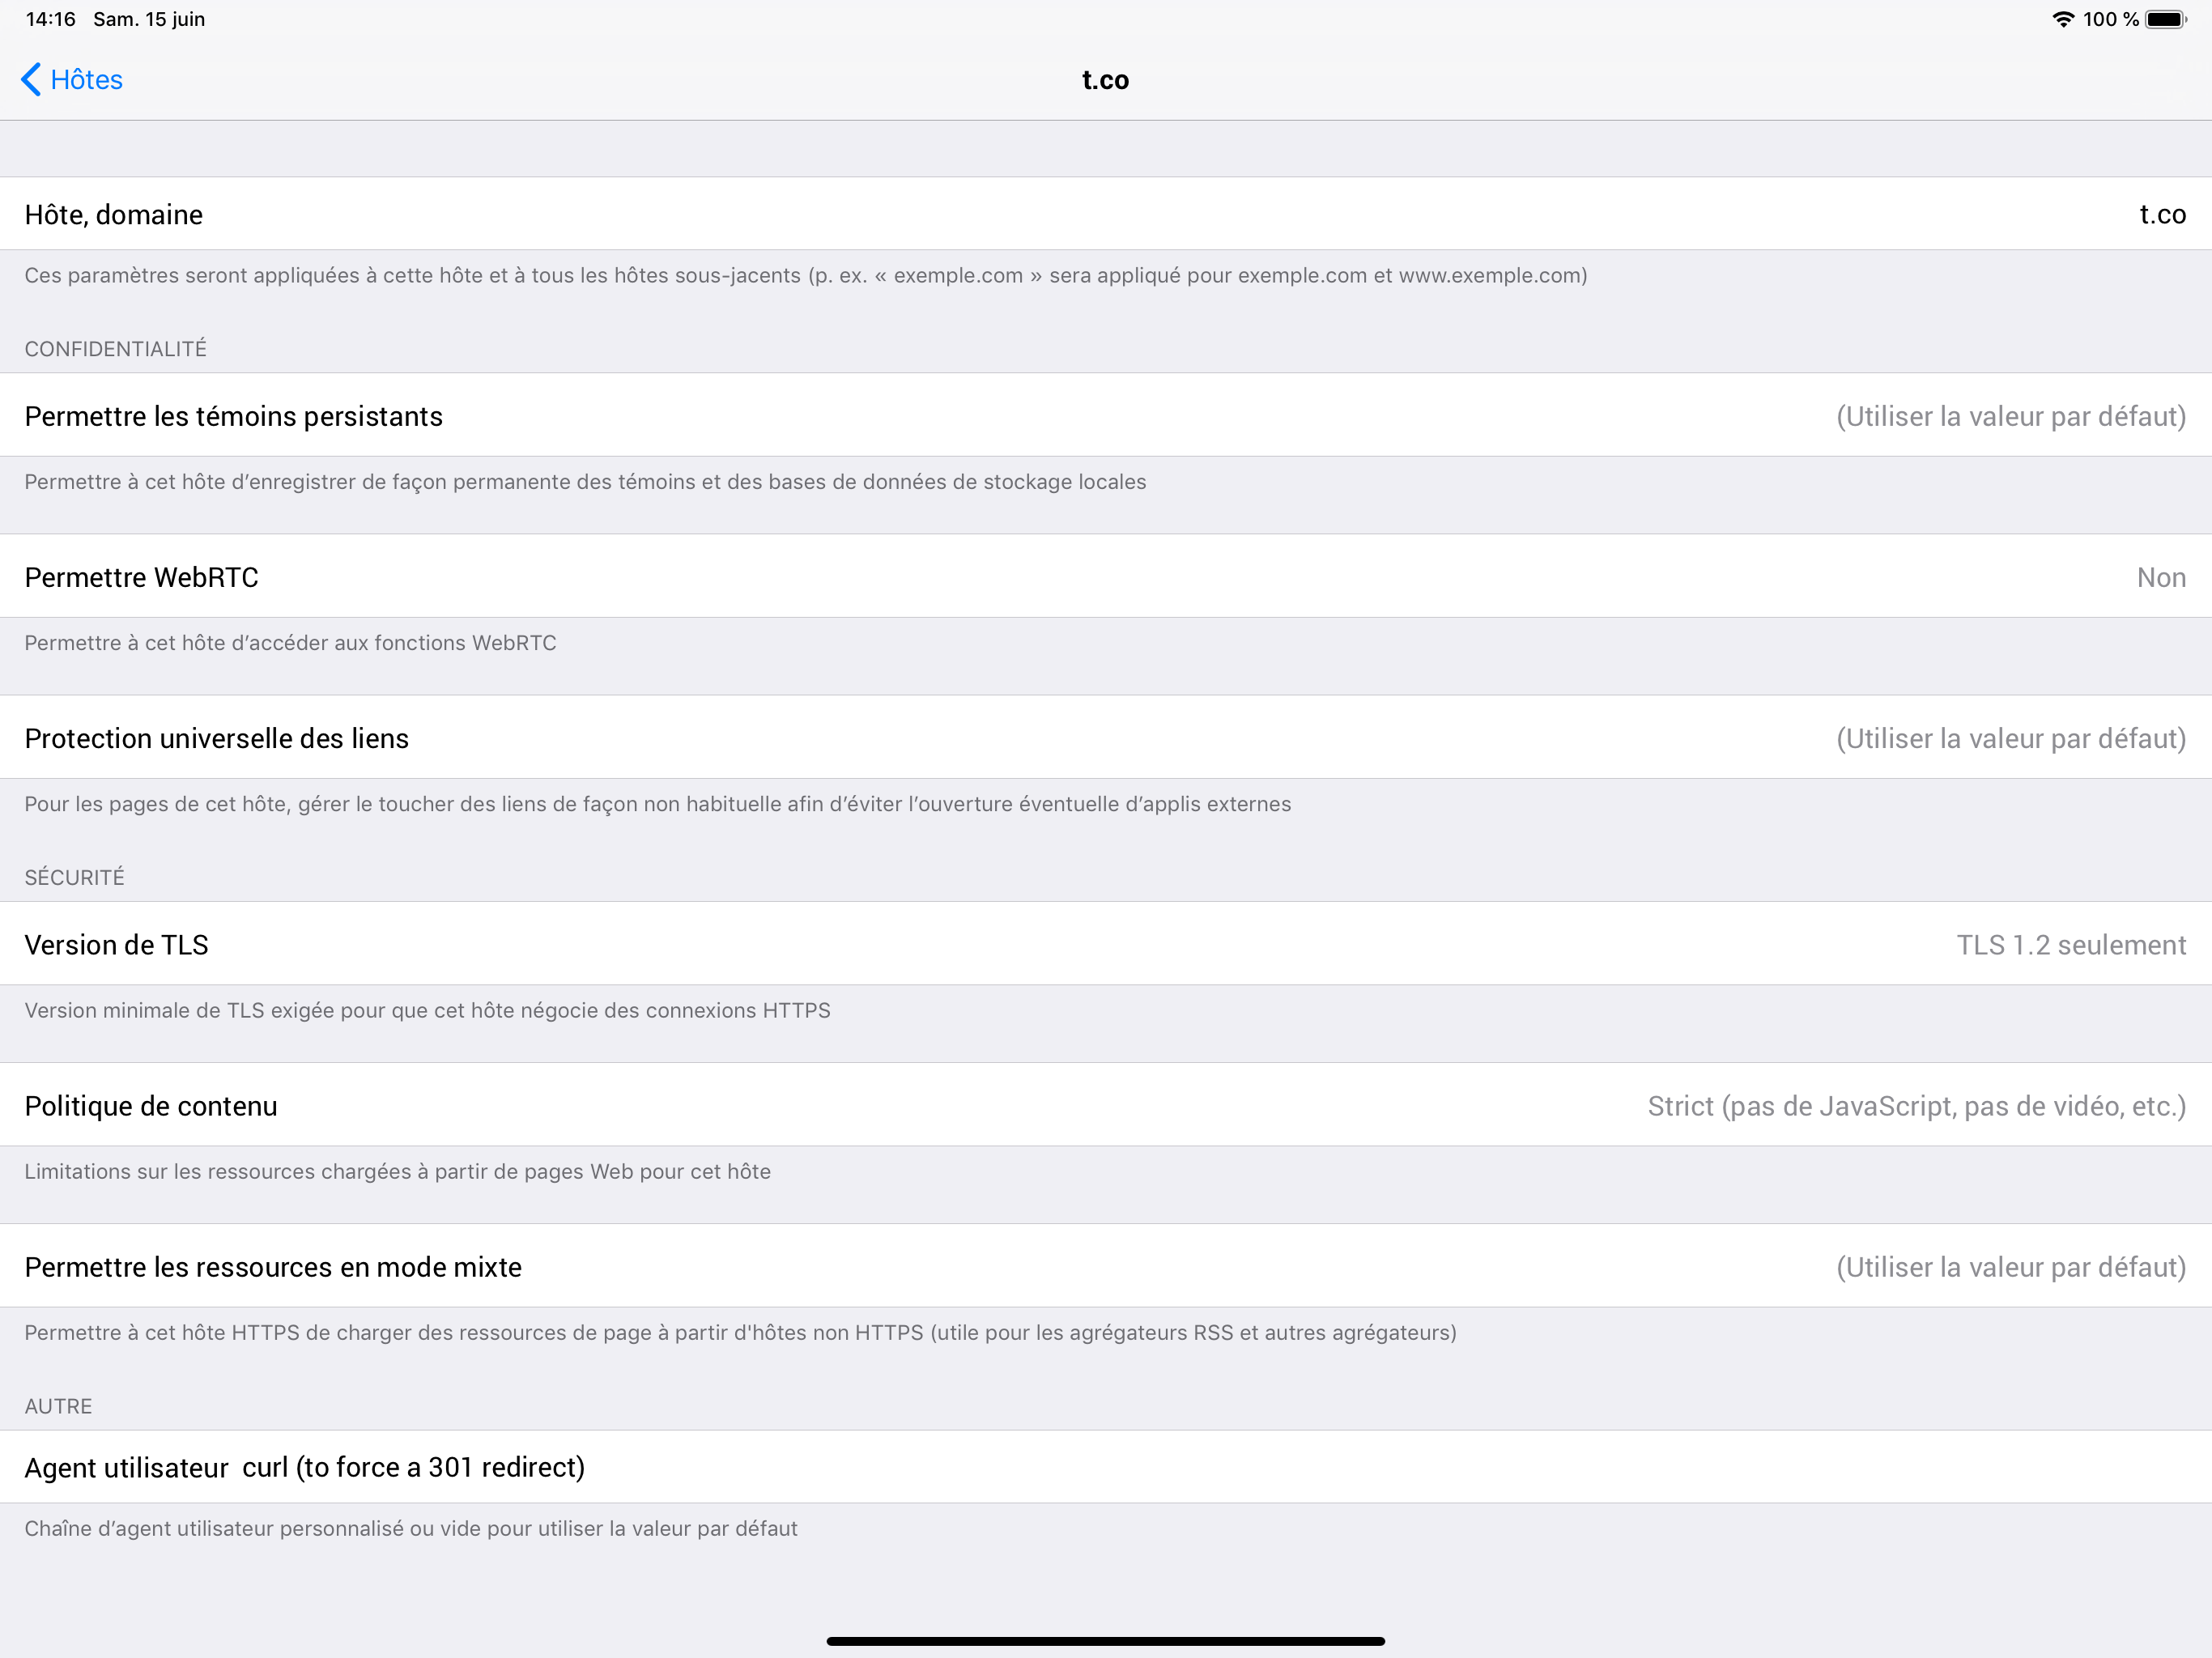 14:16 Sam. 15 juin 100 %
Hôtes t.co
Hôte, domaine t.co
Ces paramètres seront appliquées à cette hôte et à tous les hôtes sous-jacents (p. ex. « exemple.com » sera appliqué pour exemple.com et www.exemple.com)
CONFIDENTIALITÉ
Permettre les témoins persistants (Utiliser la valeur par défaut)
Permettre à cet hôte d’enregistrer de façon permanente des témoins et des bases de données de stockage locales
Permettre WebRTC Non
Permettre à cet hôte d’accéder aux fonctions WebRTC
Protection universelle des liens (Utiliser la valeur par défaut)
Pour les pages de cet hôte, gérer le toucher des liens de façon non habituelle afin d’éviter l’ouverture éventuelle d’applis externes
SÉCURITÉ
Version de TLS TLS 1.2 seulement
Version minimale de TLS exigée pour que cet hôte négocie des connexions HTTPS
Politique de contenu Strict (pas de JavaScript, pas de vidéo, etc.)
Limitations sur les ressources chargées à partir de pages Web pour cet hôte
Permettre les ressources en mode mixte (Utiliser la valeur par défaut)
Permettre à cet hôte HTTPS de charger des ressources de page à partir d'hôtes non HTTPS (utile pour les agrégateurs RSS et autres agrégateurs)
AUTRE
Agent utilisateur curl (to force a 301 redirect)
Chaîne d’agent utilisateur personnalisé ou vide pour utiliser la valeur par défaut